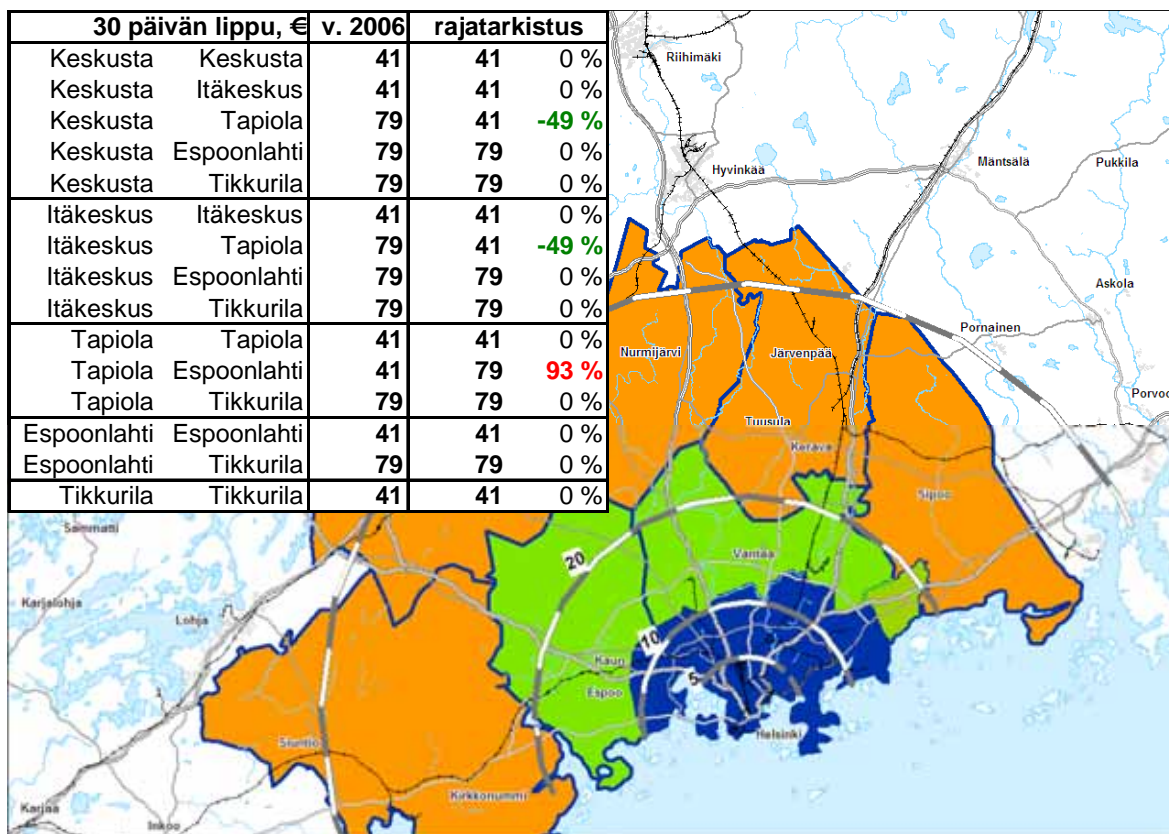 30 päivän lippu, € v. 2006 rajatarkistus
Keskusta Keskusta 41 41 0 %
Keskusta Itäkeskus 41 41 0 %
Keskusta Tapiola 79 41 -49 %
Keskusta Espoonlahti 79 79 0 %
Keskusta Tikkurila 79 79 0 %
Itäkeskus Itäkeskus 41 41 0 %
Itäkeskus Tapiola 79 41 -49 %
Itäkeskus Espoonlahti 79 79 0 %
Itäkeskus Tikkurila 79 79 0 %
Tapiola Tapiola 41 41 0 %
Tapiola Espoonlahti 41 79 93 %
Tapiola Tikkurila 79 79 0 %
Espoonlahti Espoonlahti 41 41 0 %
Espoonlahti Tikkurila 79 79 0 %
Tikkurila Tikkurila 41 41 0 %
Riihimäki
Hyvinkää
Mäntsälä
Pukkila
Askola
Pornainen
Nurmijärvi
Järvenpää
Porvoo
Tuusula
Kerava
Sipoo
Sammatti
Vantaa
20
Karjalohja
Lohja
10
Kaun
Espoo
5
Helsinki
Siuntio
Kirkkonummi
Karjaa
Inkoo